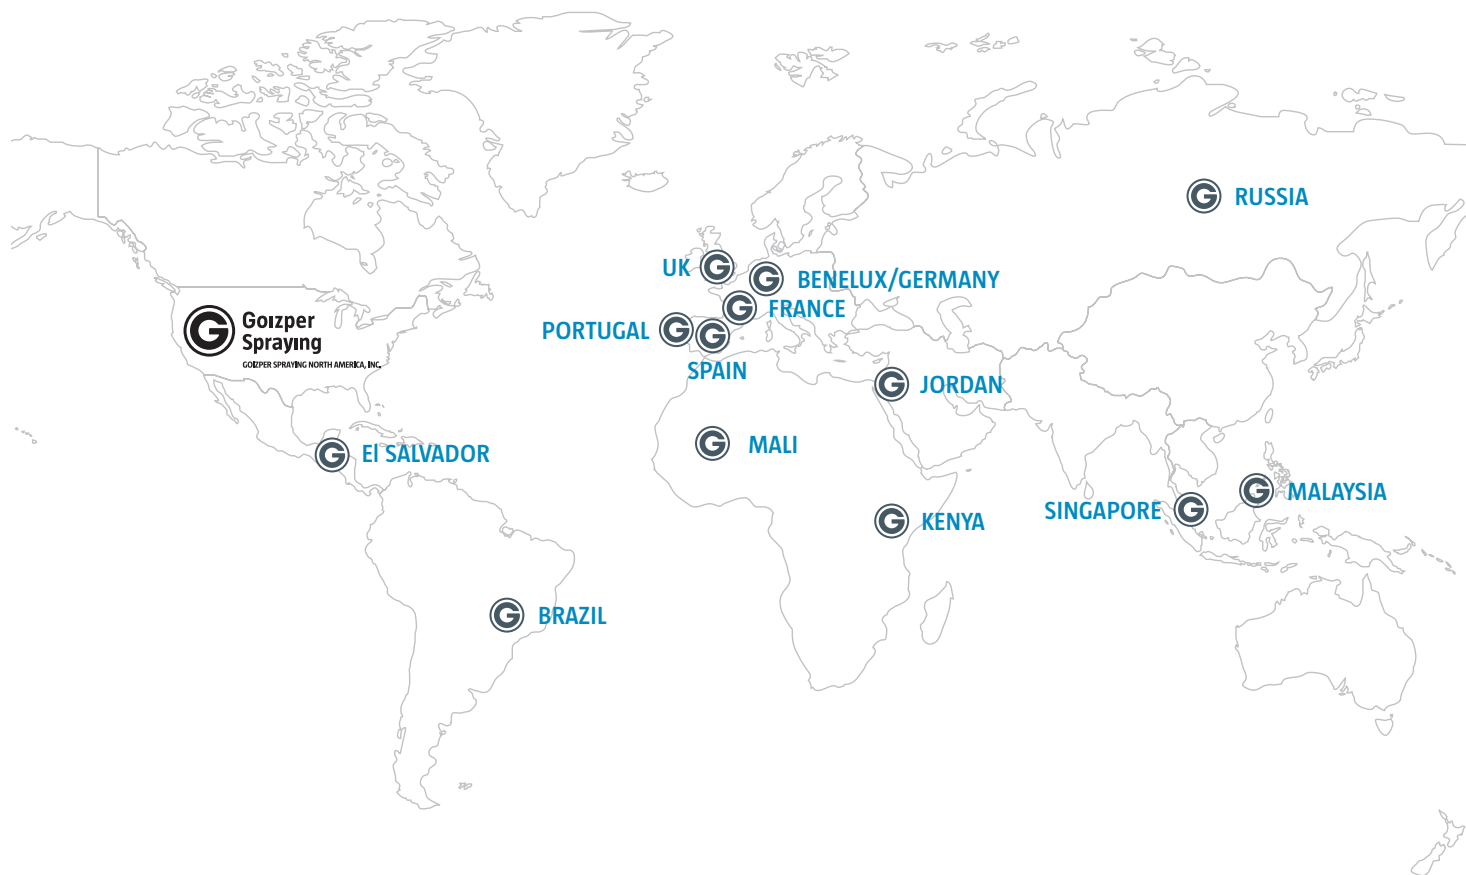 RUSSIA
UK
BENELUX/GERMANY
FRANCE
Goizper
Spraying
GOIZPER SPRAYING NORTH AMERICA, INC.
PORTUGAL
SPAIN
JORDAN
MALI
El SALVADOR
MALAYSIA
SINGAPORE
KENYA
BRAZIL